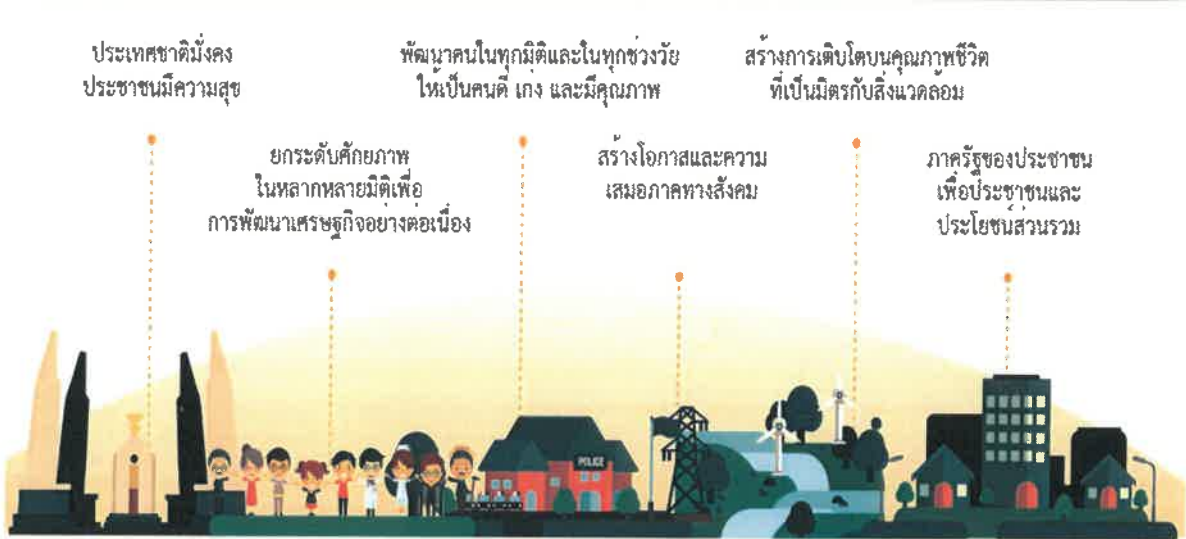 ประเทศชาติมั่นคง
ประชาชนมีความสุข
ยกระดับศักยภาพ
ในหลากหลายมิติเพื่อ
การพัฒนาเศรษฐกิจอย่างต่อเนื่อง
พัฒนาคนในทุกมิติและในทุกช่วงวัย
ให้เป็นคนดี เก่ง และมีคุณภาพ
สร้างโอกาสและความ
เสมอภาคทางสังคม
สร้างการเติบโตบนคุณภาพชีวิต
ที่เป็นมิตรกับสิ่งแวดล้อม
ภาครัฐของประชาชน
เพื่อประชาชนและ
ประโยชน์ส่วนรวม
POLICE